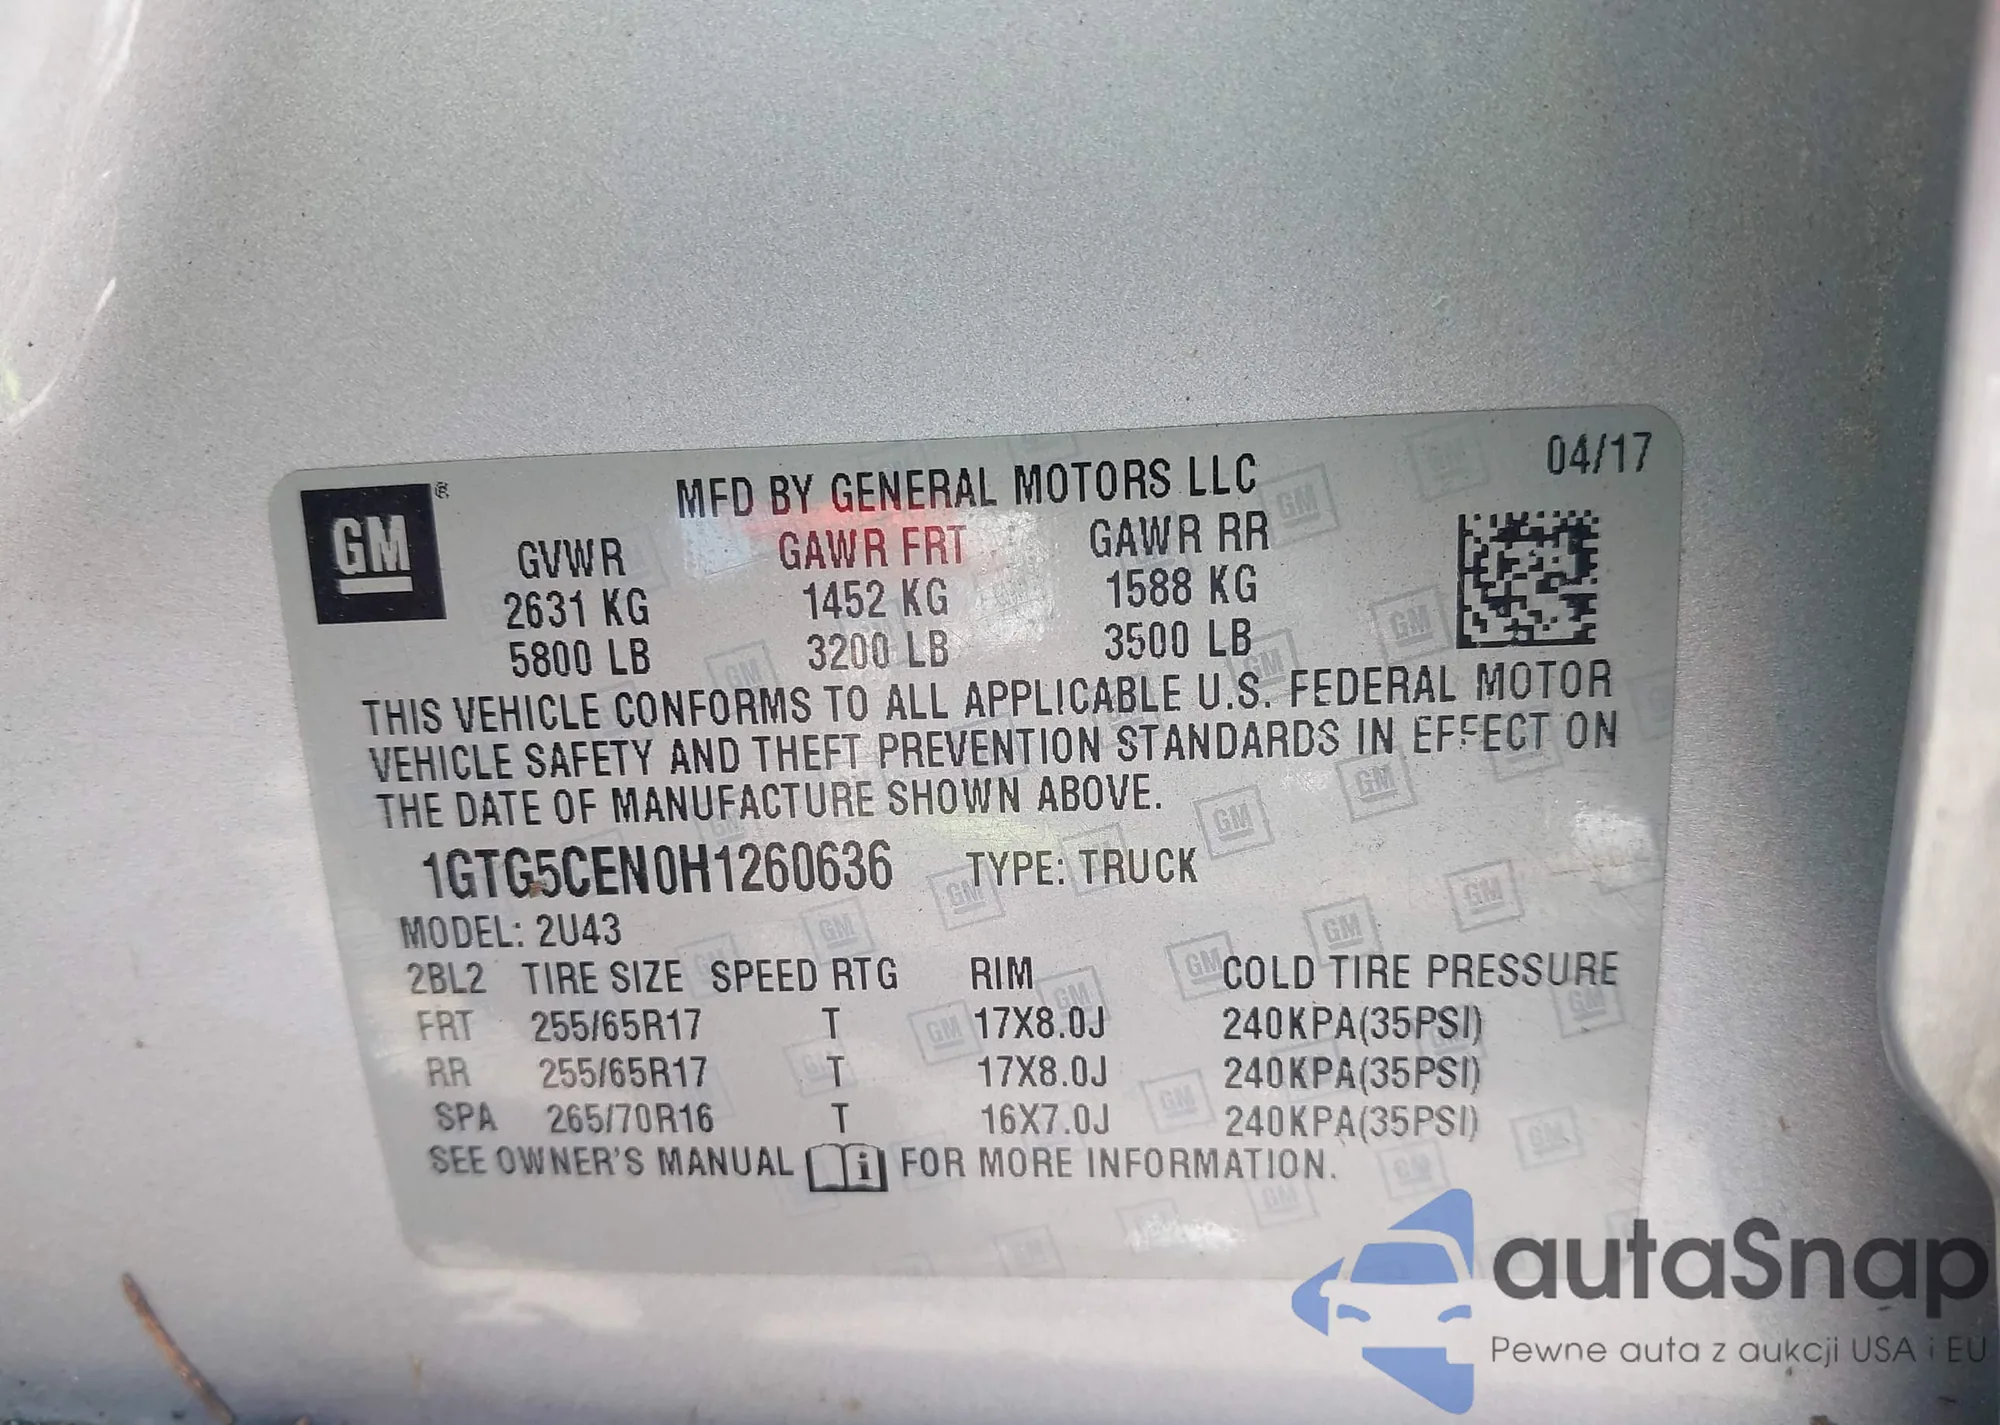 04/17
GM®
MFD BY GENERAL MOTORS LLC
GVWR GAWR FRT GAWR RR
2631 KG 1452 KG 1588 KG
5800 LB 3200 LB 3500 LB
THIS VEHICLE CONFORMS TO ALL APPLICABLE U.S. FEDERAL MOTOR
VEHICLE SAFETY AND THEFT PREVENTION STANDARDS IN EFFECT ON
THE DATE OF MANUFACTURE SHOWN ABOVE.
1GTG5CEN0H1260636 TYPE: TRUCK
MODEL: 2U43
2BL2 TIRE SIZE SPEED RTG RIM COLD TIRE PRESSURE
FRT 255/65R17 T 17X8.0J 240KPA(35PSI)
RR 255/65R17 T 17X8.0J 240KPA(35PSI)
SPA 265/70R16 T 16X7.0J 240KPA(35PSI)
SEE OWNER'S MANUAL i FOR MORE INFORMATION.
autaSnap
Pewne auta z aukcji USA i EU